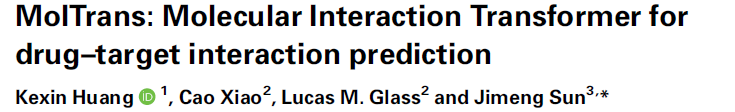 MolTrans: Molecular Interaction Transformer for
drug–target interaction prediction
Kexin Huang iD 1, Cao Xiao2, Lucas M. Glass2 and Jimeng Sun3,*